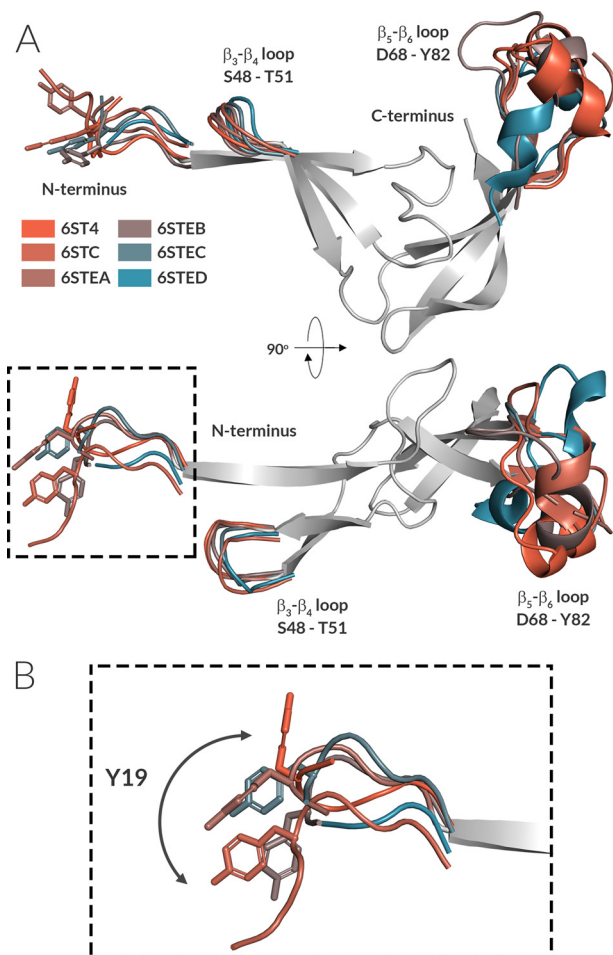 A
β3-β4 loop
S48 - T51
β5-β6 loop
D68 - Y82
C-terminus
N-terminus
6ST4
6STEB
6STC
6STEC
6STEA
6STED
90°
N-terminus
β3-β4 loop
S48 - T51
β5-β6 loop
D68 - Y82
B
Y19